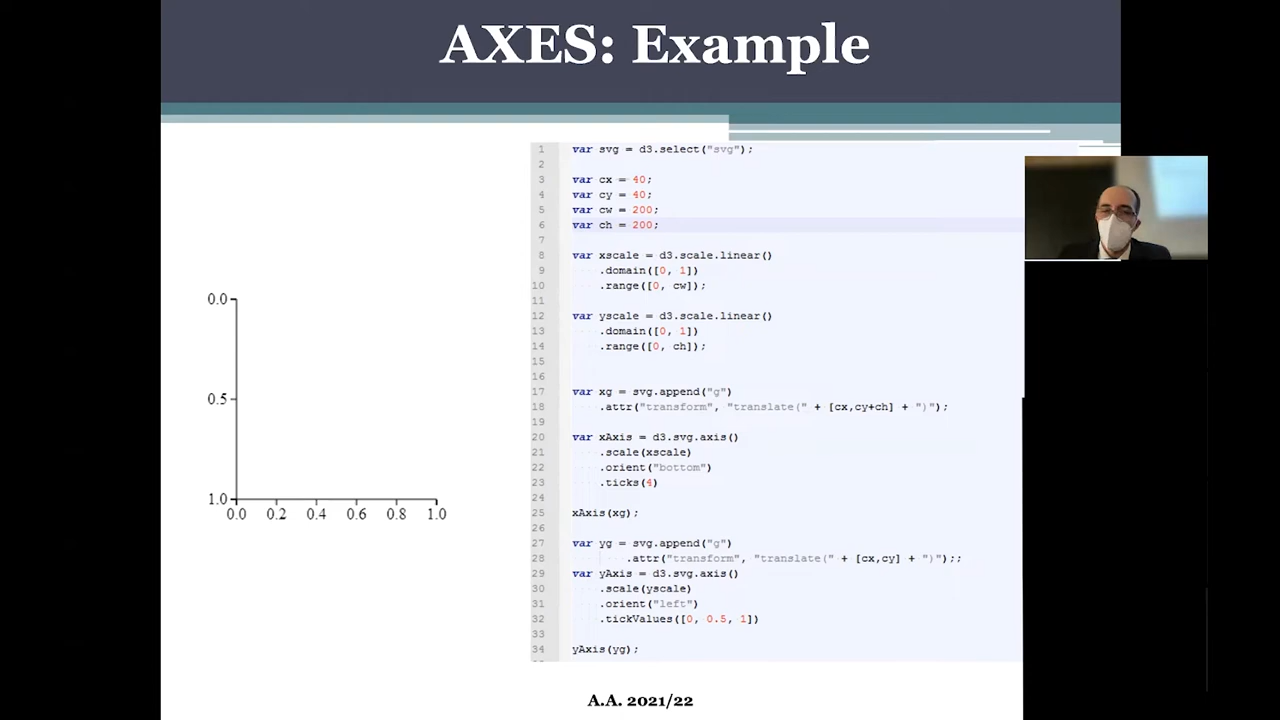 AXES: Example
0.0
0.5
1.0
0.0 0.2 0.4 0.6 0.8 1.0
1 var svg = d3.select("svg");
2
3 var cx = 40;
4 var cy = 40;
5 var cw = 200;
6 var ch = 200;
7
8 var xscale = d3.scale.linear()
9 .domain([0, 1])
10 .range([0, cw]);
11
12 var yscale = d3.scale.linear()
13 .domain([0, 1])
14 .range([0, ch]);
15
16
17 var xg = svg.append("g")
18 .attr("transform", "translate(" + [cx,cy+ch] + ")");
19
20 var xAxis = d3.svg.axis()
21 .scale(xscale)
22 .orient("bottom")
23 .ticks(4)
24
25 xAxis(xg);
26
27 var yg = svg.append("g")
28 .attr("transform", "translate(" + [cx,cy] + ")");;
29 var yAxis = d3.svg.axis()
30 .scale(yscale)
31 .orient("left")
32 .tickValues([0, 0.5, 1])
33
34 yAxis(yg);
A.A. 2021/22